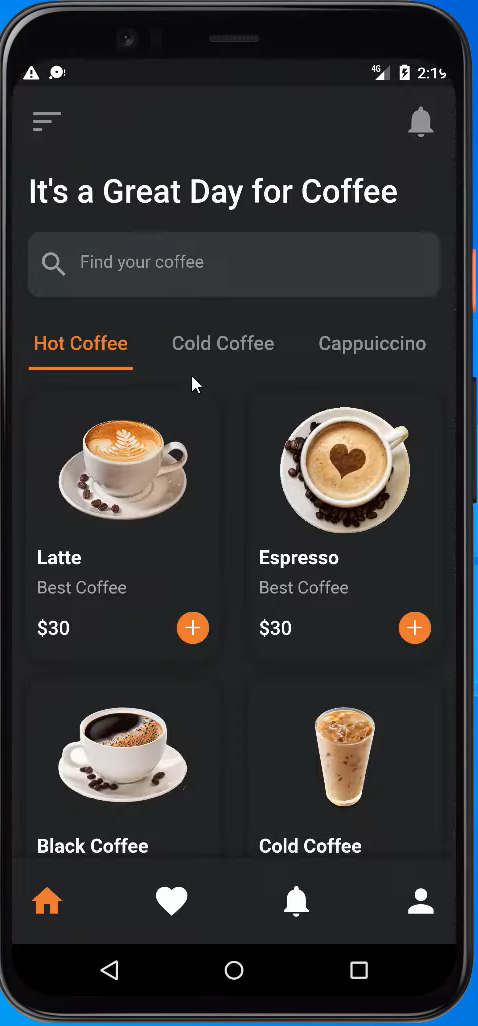 4G 2:19
It's a Great Day for Coffee
Find your coffee
Hot Coffee Cold Coffee Cappuiccino
Latte Espresso
Best Coffee Best Coffee
$30 $30
Black Coffee Cold Coffee